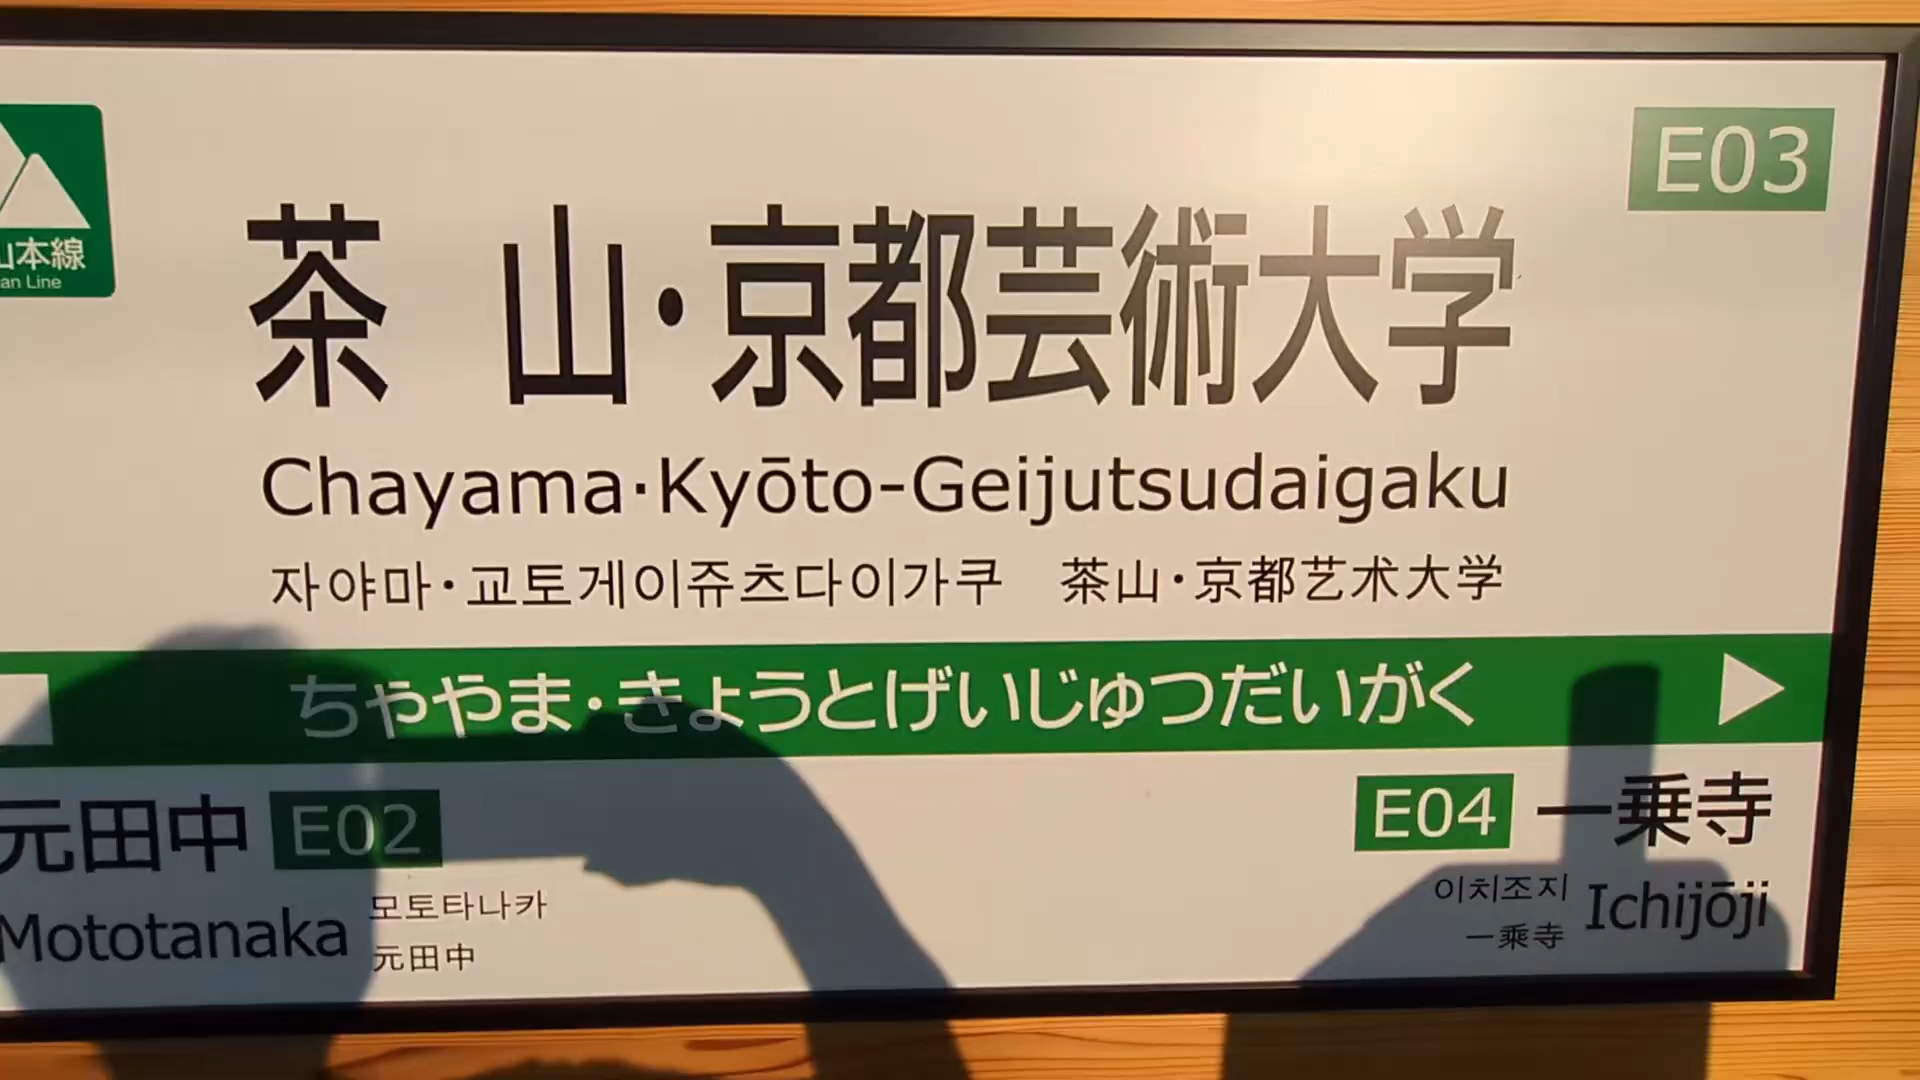 山本線
an Line
E03
茶 山・京都芸術大学
Chayama·Kyōto-Geijutsudaigaku
자야마·교토게이쥬츠다이가쿠 茶山・京都艺术大学
ちゃやま・きょうとげいじゅつだいがく
元田中 E02
Mototanaka
모토타나카
元田中
E04 一乗寺
이치조지
一乘寺
Ichijōji